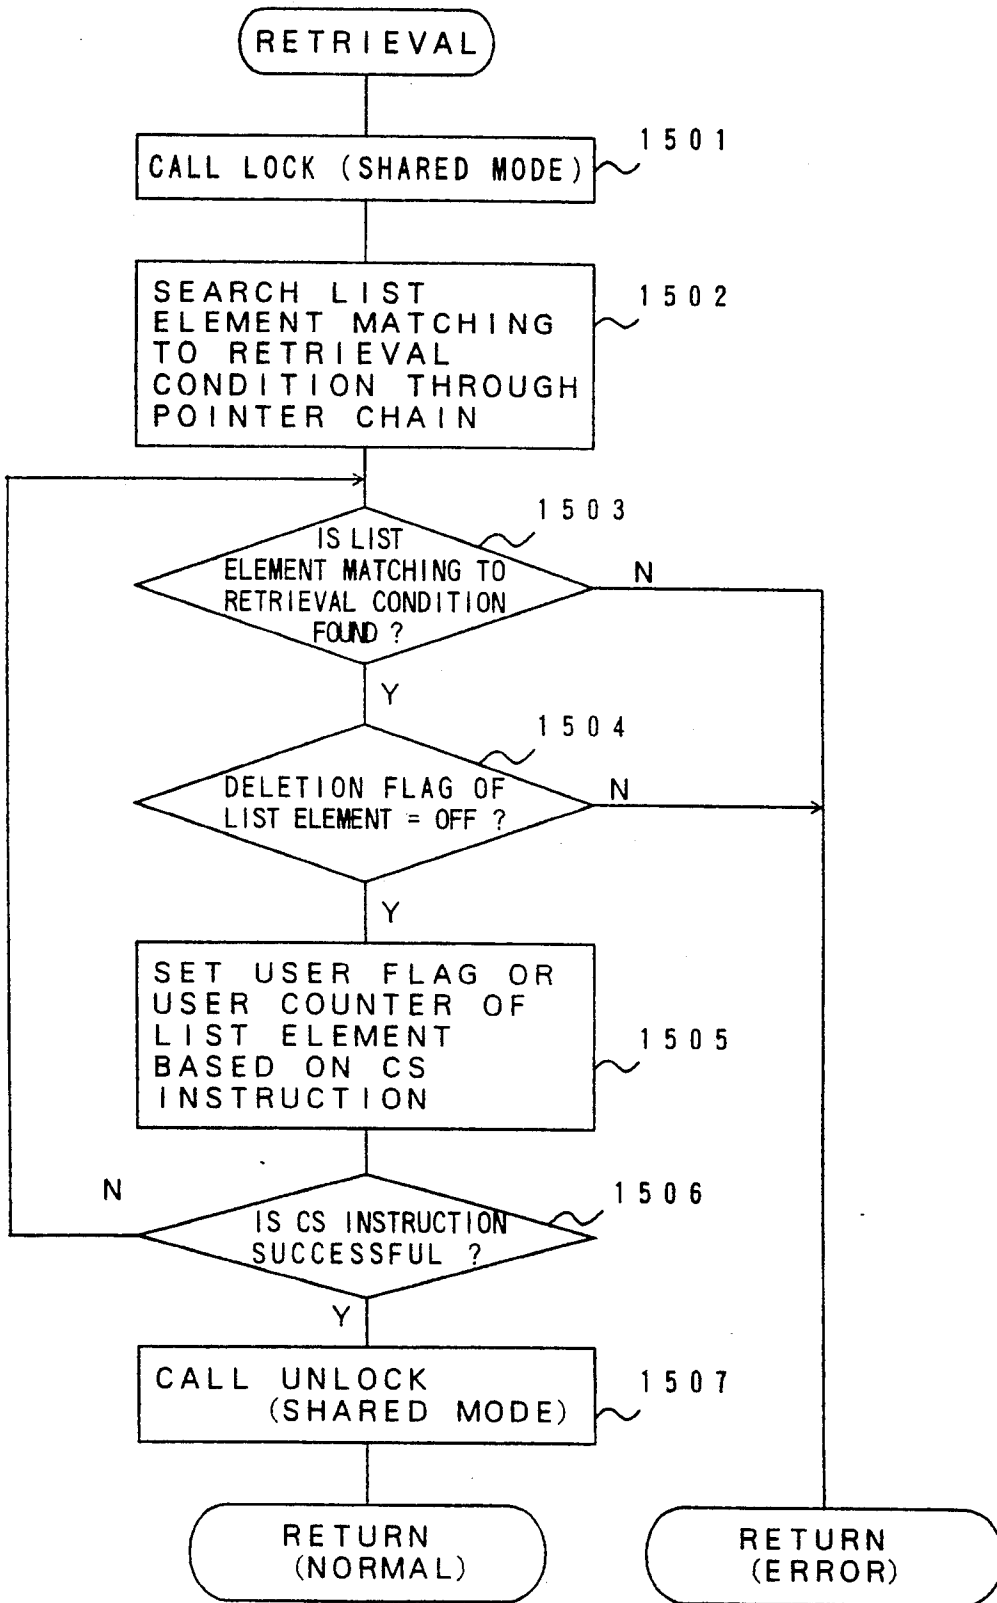 RETRIEVAL
1501
CALL LOCK (SHARED MODE)
1502
SEARCH LIST
ELEMENT MATCHING
TO RETRIEVAL
CONDITION THROUGH
POINTER CHAIN
1503
IS LIST
ELEMENT MATCHING TO
RETRIEVAL CONDITION
FOUND ?
N
Y
1504
DELETION FLAG OF
LIST ELEMENT = OFF ?
N
Y
SET USER FLAG OR
USER COUNTER OF
LIST ELEMENT
BASED ON CS
INSTRUCTION
1505
N
1506
IS CS INSTRUCTION
SUCCESSFUL ?
Y
CALL UNLOCK
(SHARED MODE)
1507
RETURN
(NORMAL)
RETURN
(ERROR)